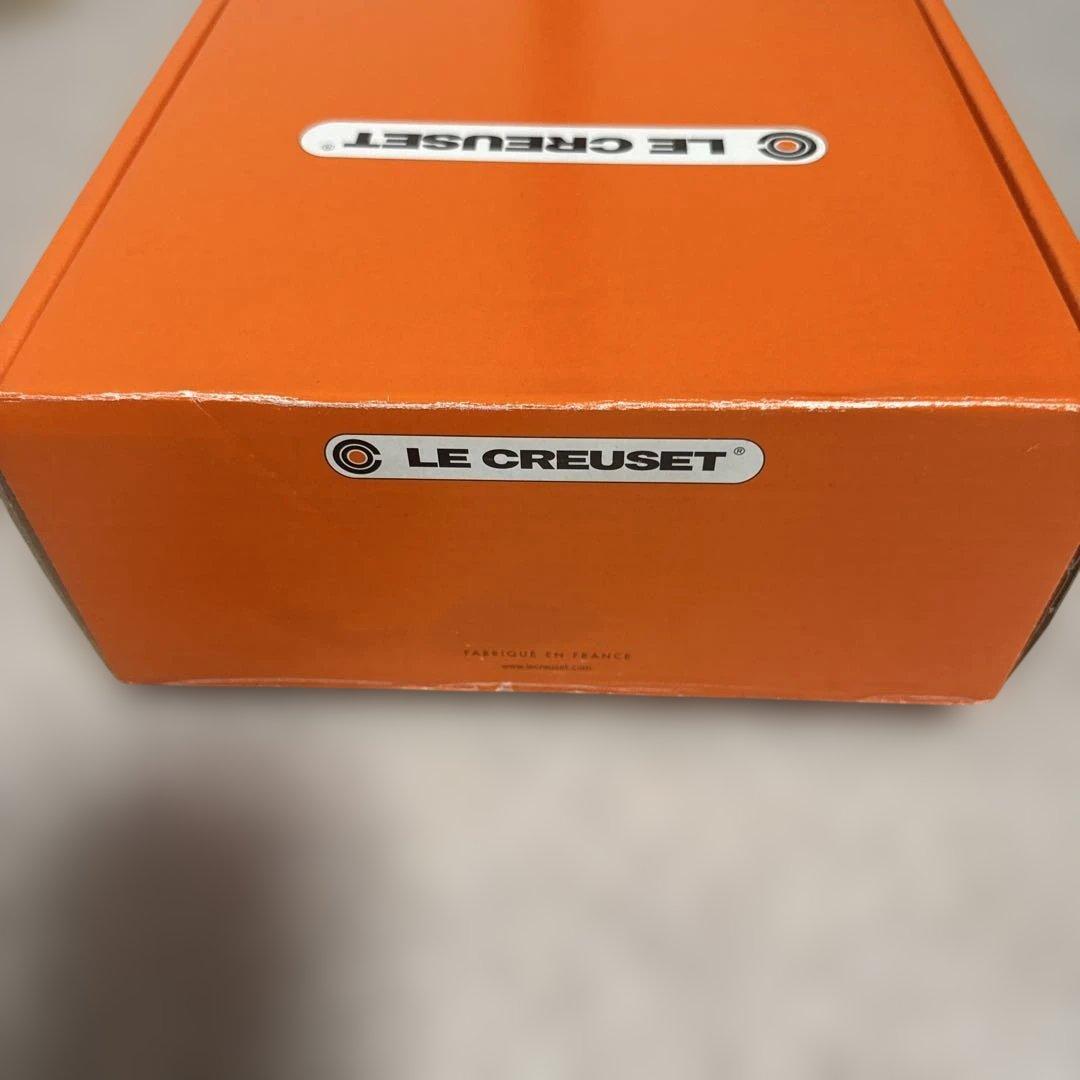 LE CREUSET®
LE CREUSET®
FABRIQUÉ EN FRANCE
www.lecreuset.com